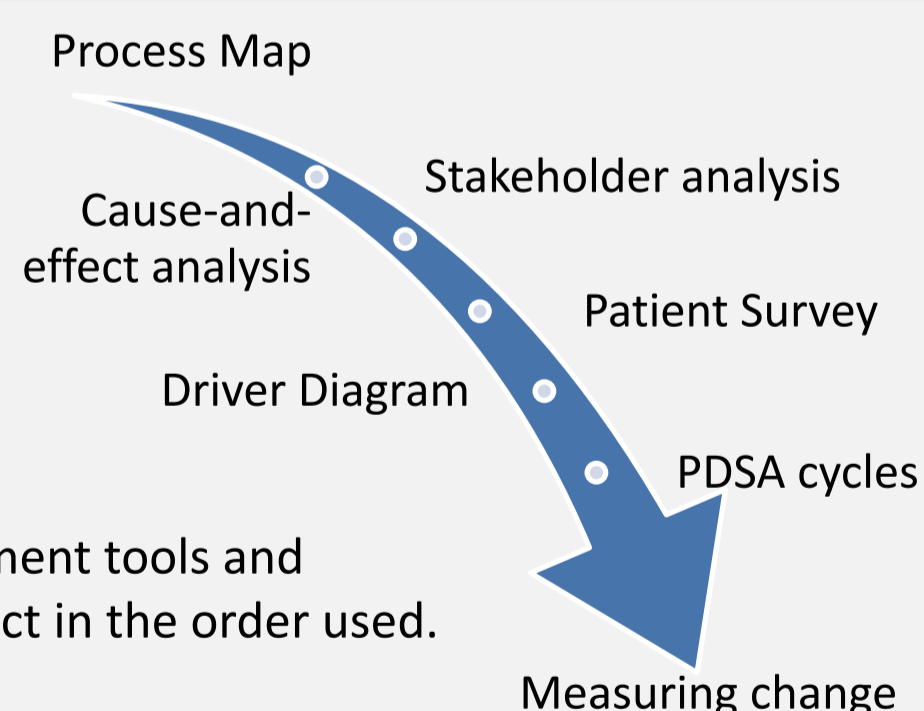 Process Map
Stakeholder analysis
Cause-and-
effect analysis
Patient Survey
Driver Diagram
PDSA cycles
ment tools and
ct in the order used.
Measuring change